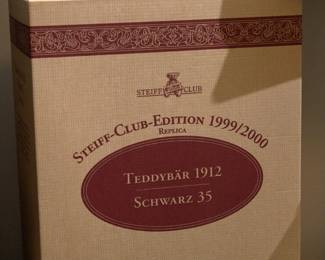 STEIFF CLUB
STEIFF-CLUB-EDITION 1999/2000
REPLICA
TEDDYBÄR 1912
SCHWARZ 35